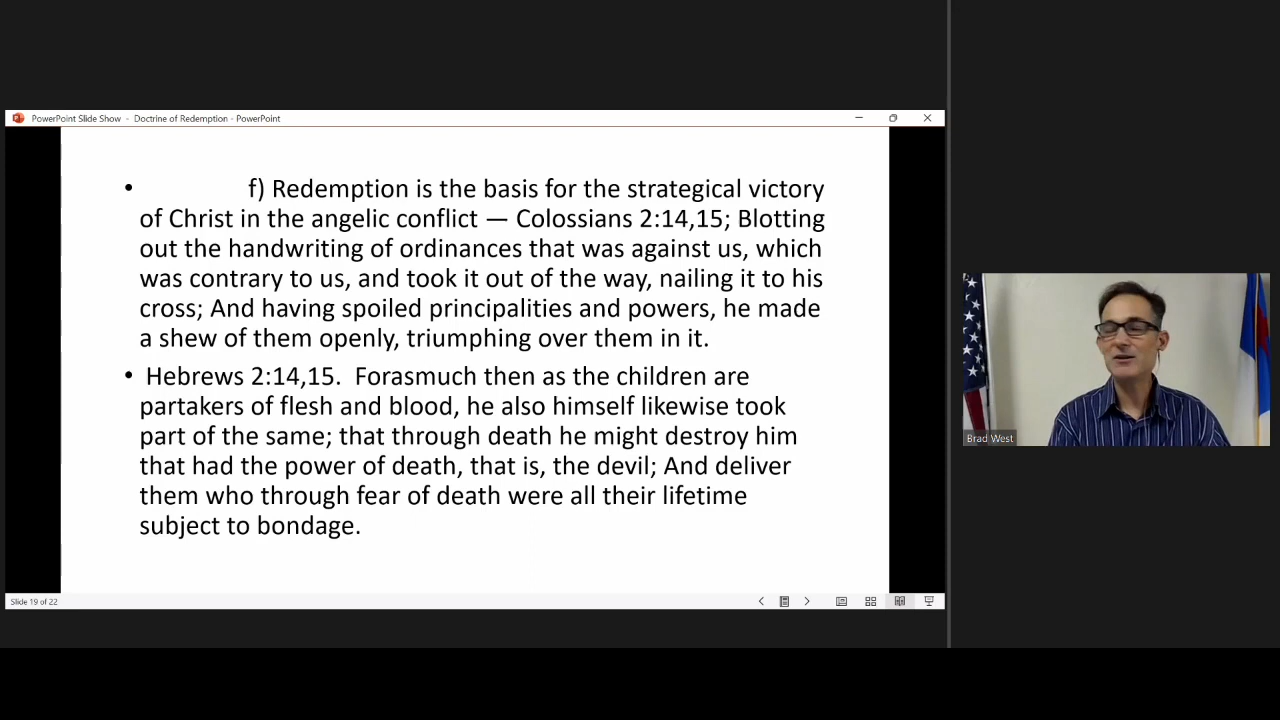 PowerPoint Slide Show - Doctrine of Redemption - PowerPoint
• f) Redemption is the basis for the strategical victory
of Christ in the angelic conflict — Colossians 2:14,15; Blotting
out the handwriting of ordinances that was against us, which
was contrary to us, and took it out of the way, nailing it to his
cross; And having spoiled principalities and powers, he made
a shew of them openly, triumphing over them in it.
• Hebrews 2:14,15. Forasmuch then as the children are
partakers of flesh and blood, he also himself likewise took
part of the same; that through death he might destroy him
that had the power of death, that is, the devil; And deliver
them who through fear of death were all their lifetime
subject to bondage.
Slide 19 of 22
Brad West